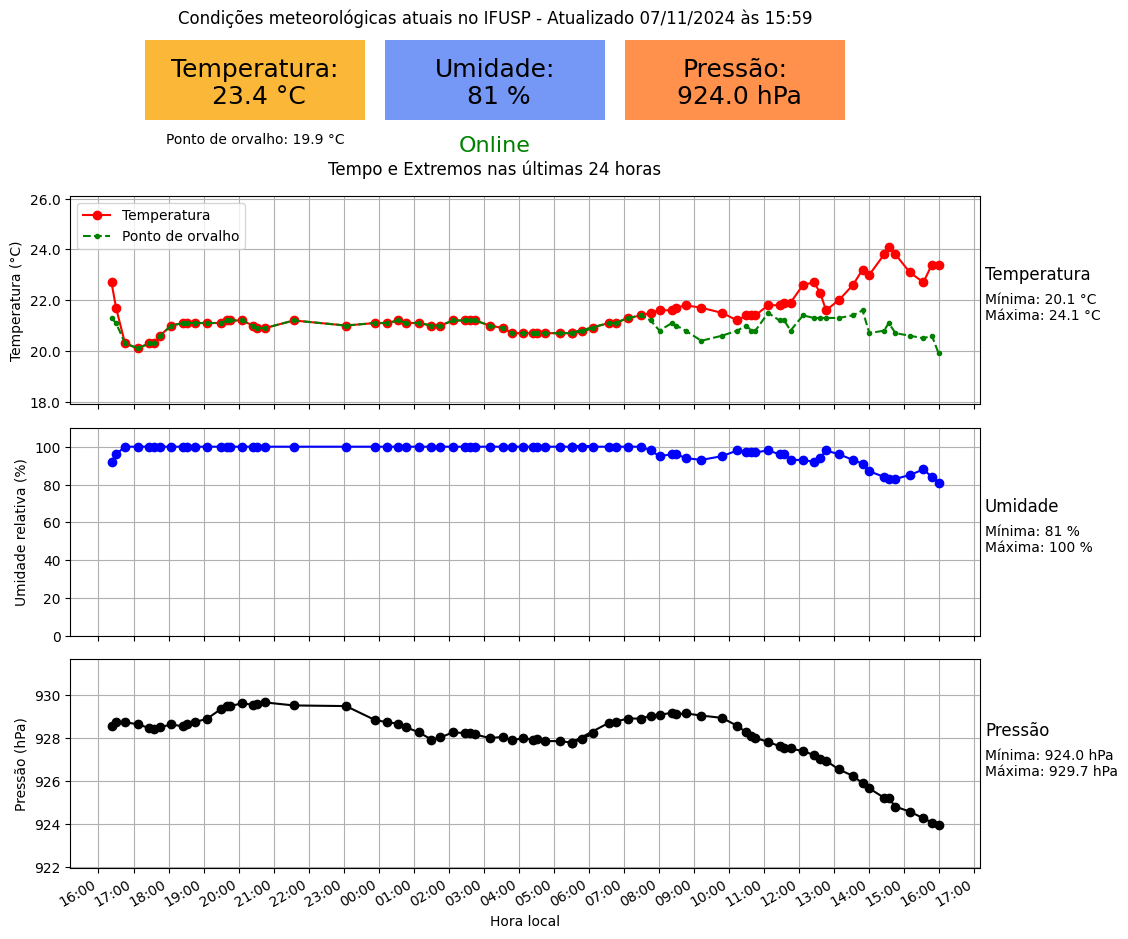 Condições meteorológicas atuais no IFUSP - Atualizado 07/11/2024 às 15:59
Temperatura:
23.4 °C
Umidade:
81 %
Pressão:
924.0 hPa
Ponto de orvalho: 19.9 °C
Online
Tempo e Extremos nas últimas 24 horas
Temperatura (°C)
26.0
24.0
22.0
20.0
18.0
Temperatura
Ponto de orvalho
Temperatura
Mínima: 20.1 °C
Máxima: 24.1 °C
Umidade relativa (%)
100
80
60
40
20
0
Umidade
Mínima: 81 %
Máxima: 100 %
Pressão (hPa)
930
928
926
924
922
Pressão
Mínima: 924.0 hPa
Máxima: 929.7 hPa
16:00 17:00 18:00 19:00 20:00 21:00 22:00 23:00 00:00 01:00 02:00 03:00 04:00 05:00 06:00 07:00 08:00 09:00 10:00 11:00 12:00 13:00 14:00 15:00 16:00 17:00
Hora local